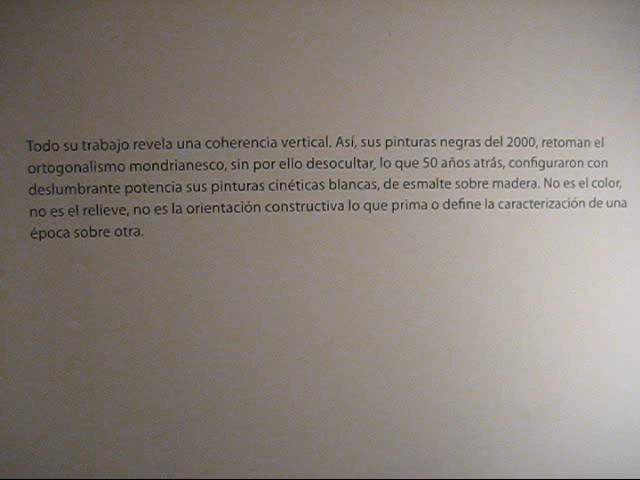 Todo su trabajo revela una coherencia vertical. Así, sus pinturas negras del 2000, retoman el
ortogonalismo mondrianesco, sin por ello desocultar, lo que 50 años atrás, configuraron con
deslumbrante potencia sus pinturas cinéticas blancas, de esmalte sobre madera. No es el color,
no es el relieve, no es la orientación constructiva lo que prima o define la caracterización de una
época sobre otra.